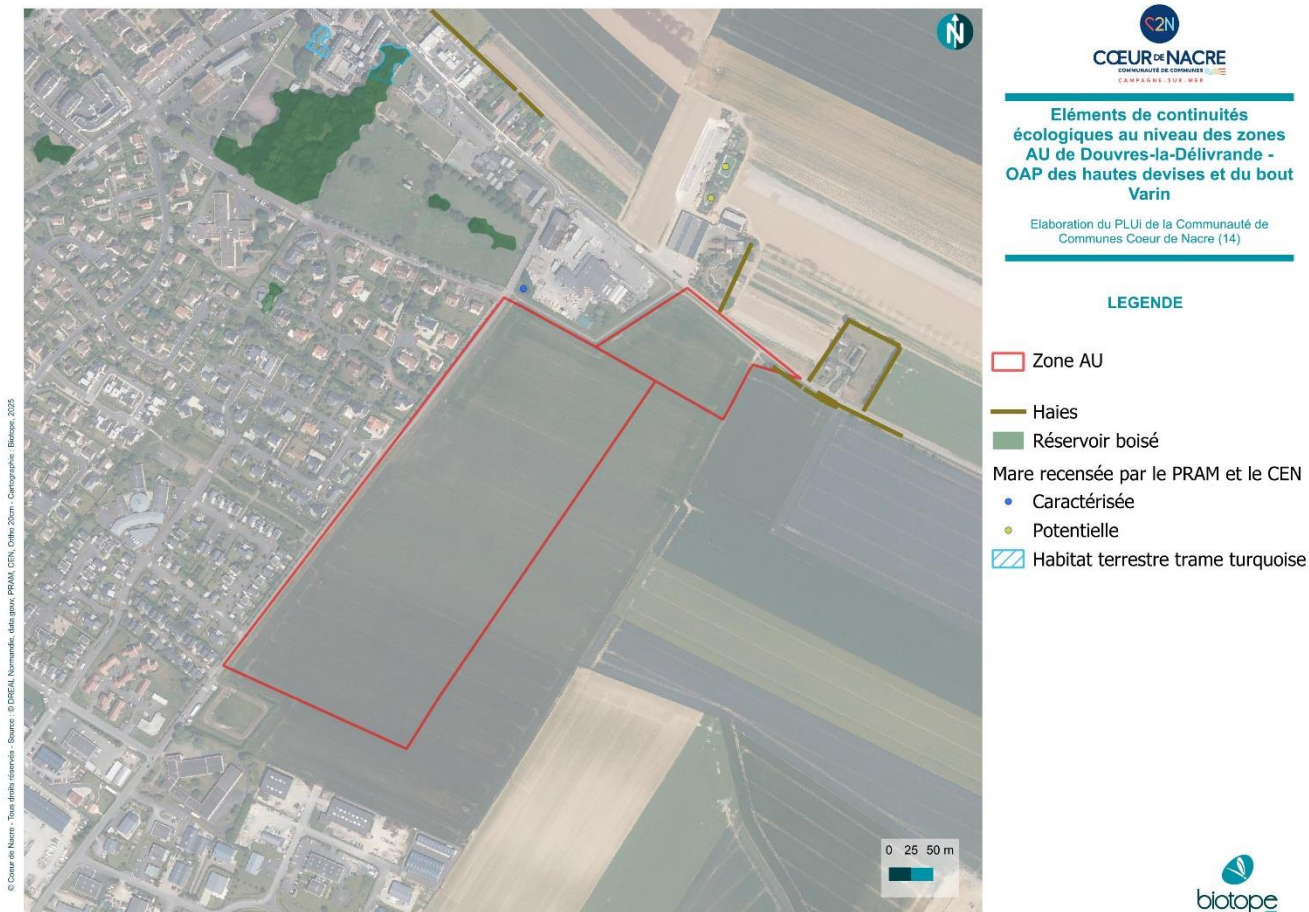 N
C2N
CŒUR DE NACRE
COMMUNAUTÉ DE COMMUNES
CAMPAGNE-SUR-MER
Eléments de continuités
écologiques au niveau des zones
AU de Douvres-la-Délivrande -
OAP des hautes devises et du bout
Varin
Elaboration du PLUi de la Communauté de
Communes Coeur de Nacre (14)
LEGENDE
Zone AU
Haies
Réservoir boisé
Mare recensée par le PRAM et le CEN
Caractérisée
Potentielle
Habitat terrestre trame turquoise
0 25 50 m
biotope
© Coeur de Nacre - Tous droits réservés - Source : © DREAL Normandie, data.gouv, PRAM, CEN, Ortho 20cm - Cartographie : Biotope, 2025